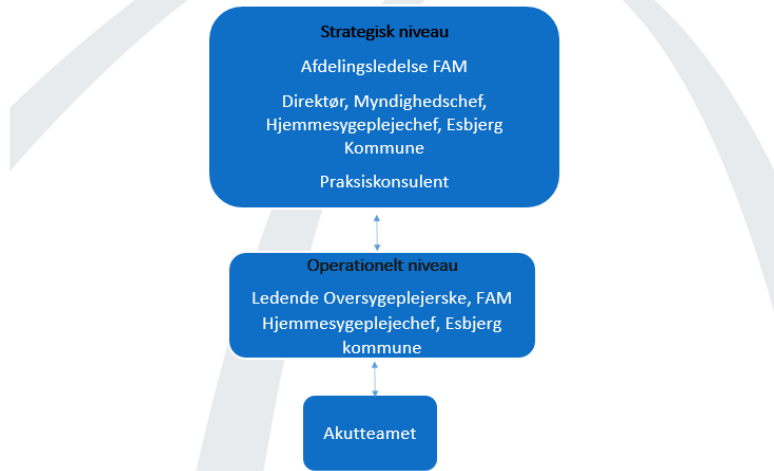 Strategisk niveau
Afdelingsledelse FAM
Direktør, Myndighedschef,
Hjemmesygeplejechef, Esbjerg
Kommune
Praksiskonsulent
Operationelt niveau
Ledende Oversygeplejerske, FAM
Hjemmesygeplejechef, Esbjerg
kommune
Akutteamet